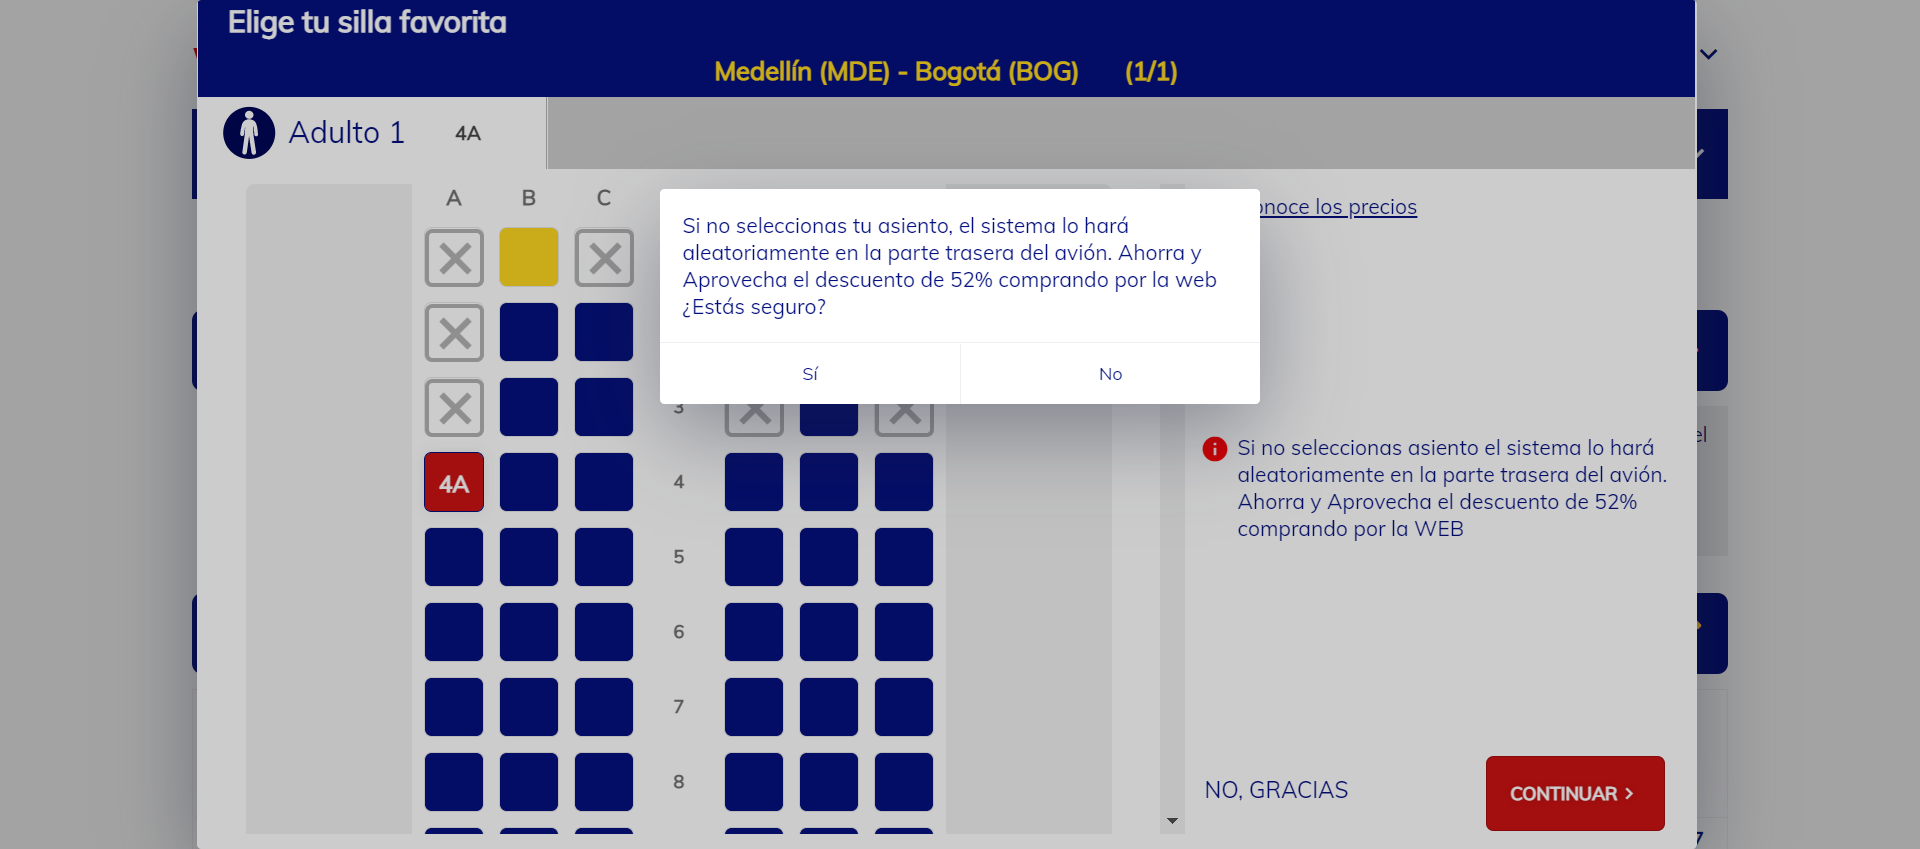 Elige tu silla favorita
Medellín (MDE) - Bogotá (BOG) (1/1)
Adulto 1 4A
A B C
Si no seleccionas tu asiento, el sistema lo hará
aleatoriamente en la parte trasera del avión. Ahorra y
Aprovecha el descuento de 52% comprando por la web
¿Estás seguro?
Sí No
los precios
3
4A
4
5
6
7
8
Si no seleccionas asiento el sistema lo hará
aleatoriamente en la parte trasera del avión.
Ahorra y Aprovecha el descuento de 52%
comprando por la WEB
NO, GRACIAS
CONTINUAR